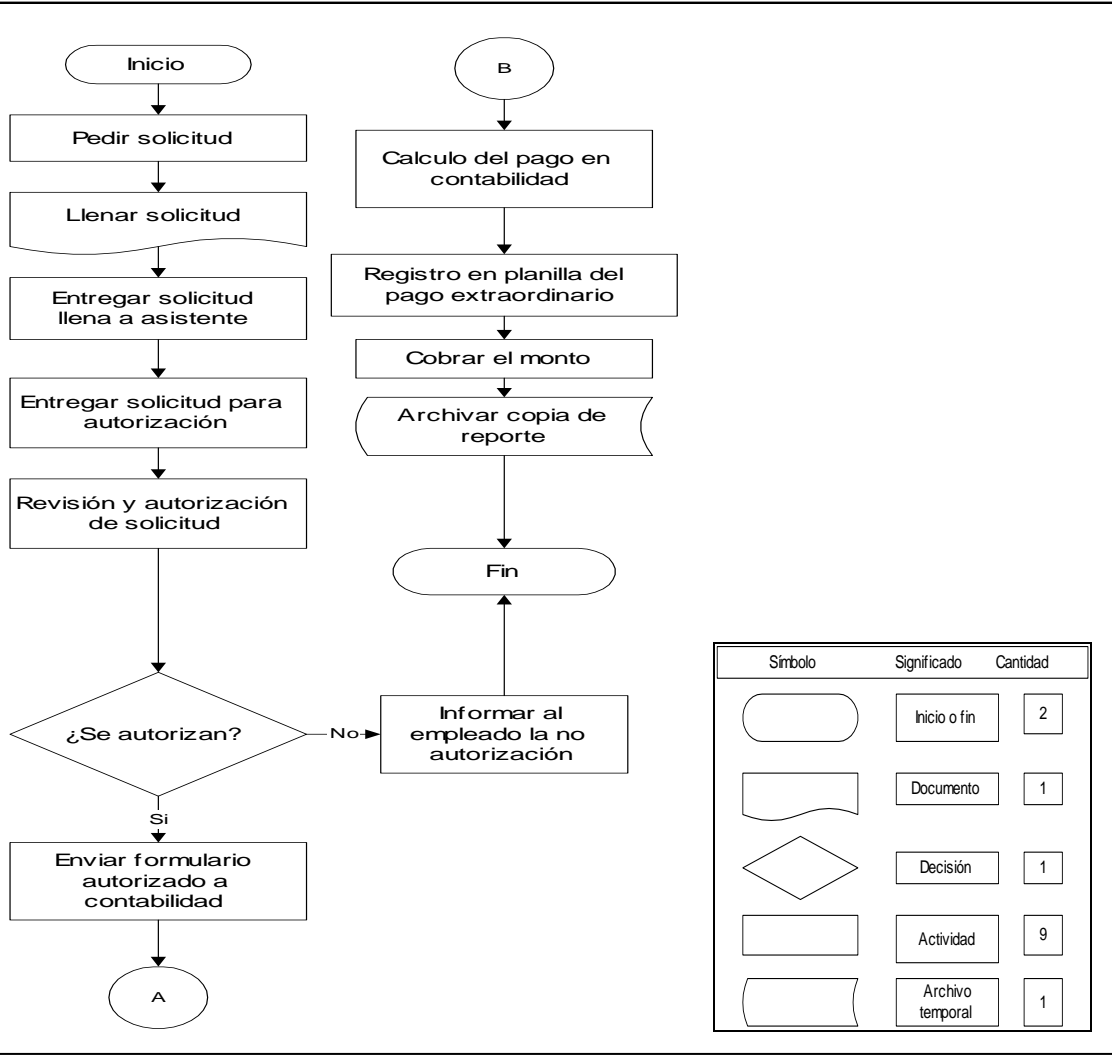 Inicio
Pedir solicitud
Llenar solicitud
Entregar solicitud
llena a asistente
Entregar solicitud para
autorización
Revisión y autorización
de solicitud
¿Se autorizan?
No
Si
Enviar formulario
autorizado a
contabilidad
A
B
Calculo del pago en
contabilidad
Registro en planilla del
pago extraordinario
Cobrar el monto
Archivar copia de
reporte
Fin
Informar al
empleado la no
autorización
Símbolo Significado Cantidad
Inicio o fin 2
Documento 1
Decisión 1
Actividad 9
Archivo
temporal 1